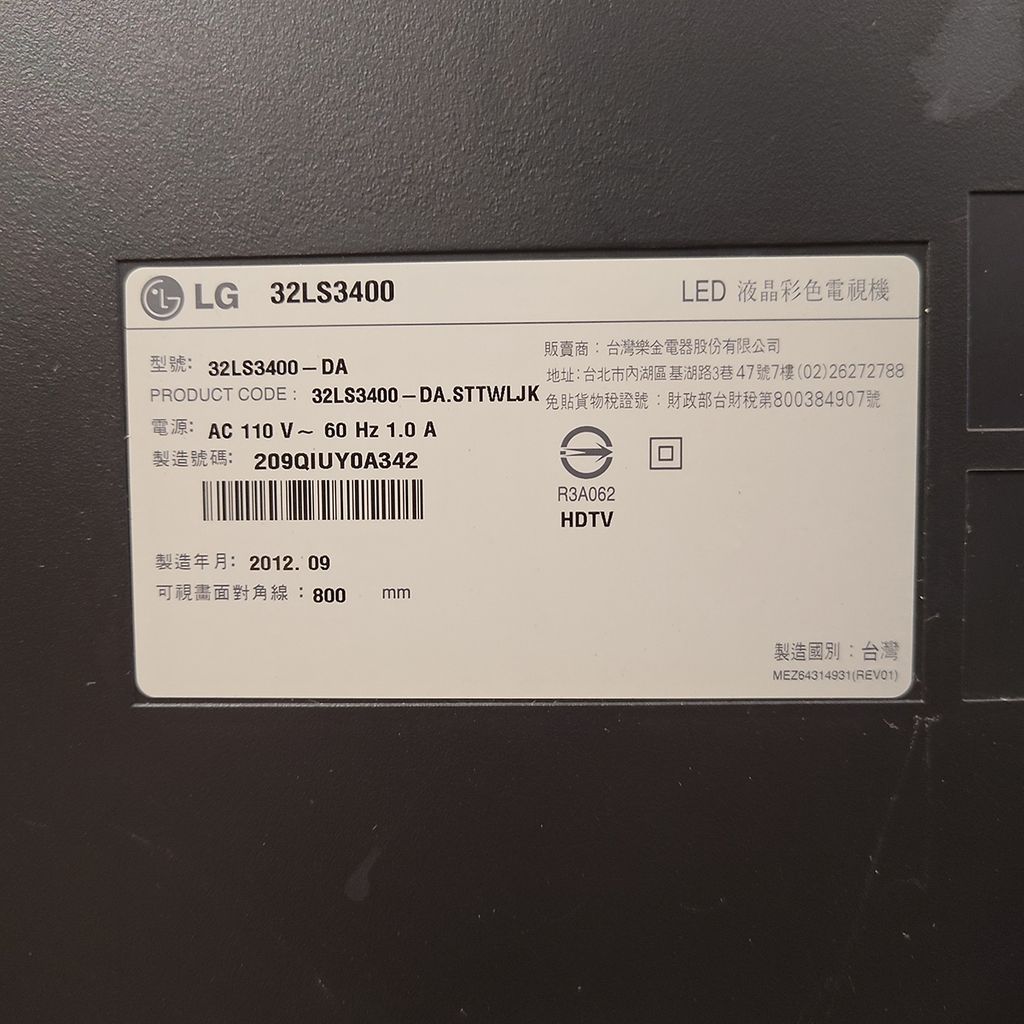 LG 32LS3400 LED 液晶彩色電視機
型號: 32LS3400-DA
PRODUCT CODE : 32LS3400-DA.STTWLJK
電源: AC 110 V~ 60 Hz 1.0 A
製造號碼: 209QIUY0A342
製造年月: 2012. 09
可視畫面對角線 : 800 mm
販賣商 : 台灣樂金電器股份有限公司
地址: 台北市內湖區基湖路3巷47號7樓 (02)26272788
免貼貨物稅證號 : 財政部台財稅第800384907號
R3A062
HDTV
製造國別 : 台灣
MEZ64314931(REV01)